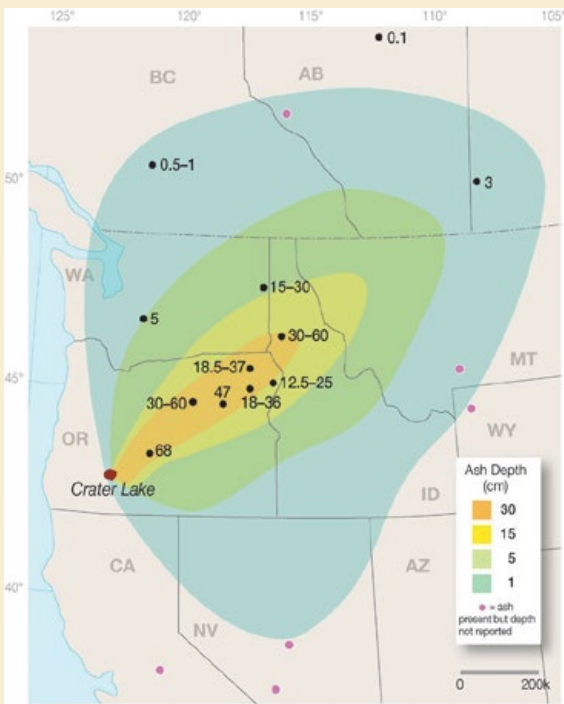 125° 120° 115° 110° 105°
0.1
BC AB
0.5–1
50°
3
WA
15–30
5
30–60
18.5–37
12.5–25
MT
45°
30–60 47 18–36
WY
OR
68
Crater Lake
ID
Ash Depth
(cm)
30
15
5
1
CA AZ
40°
= ash
present but depth
not reported
NV
0 200k